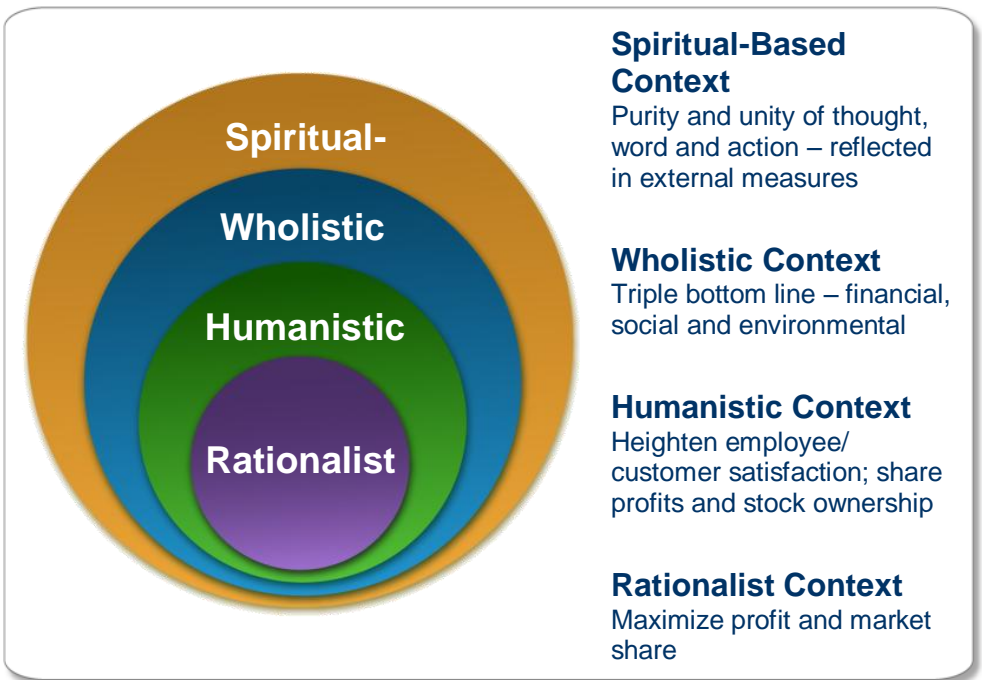 Spiritual-
Wholistic
Humanistic
Rationalist
Spiritual-Based
Context
Purity and unity of thought,
word and action – reflected
in external measures
Wholistic Context
Triple bottom line – financial,
social and environmental
Humanistic Context
Heighten employee/
customer satisfaction; share
profits and stock ownership
Rationalist Context
Maximize profit and market
share